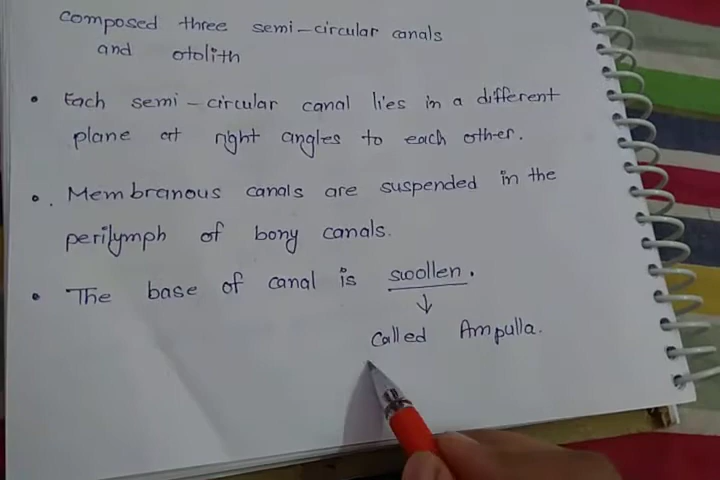 composed three semi-circular canals
and otolith
• Each semi-circular canal lies in a different
plane at right angles to each other.
• . Membranous canals are suspended in the
perilymph of bony canals.
• The base of canal is swollen.
↓
called Ampulla.